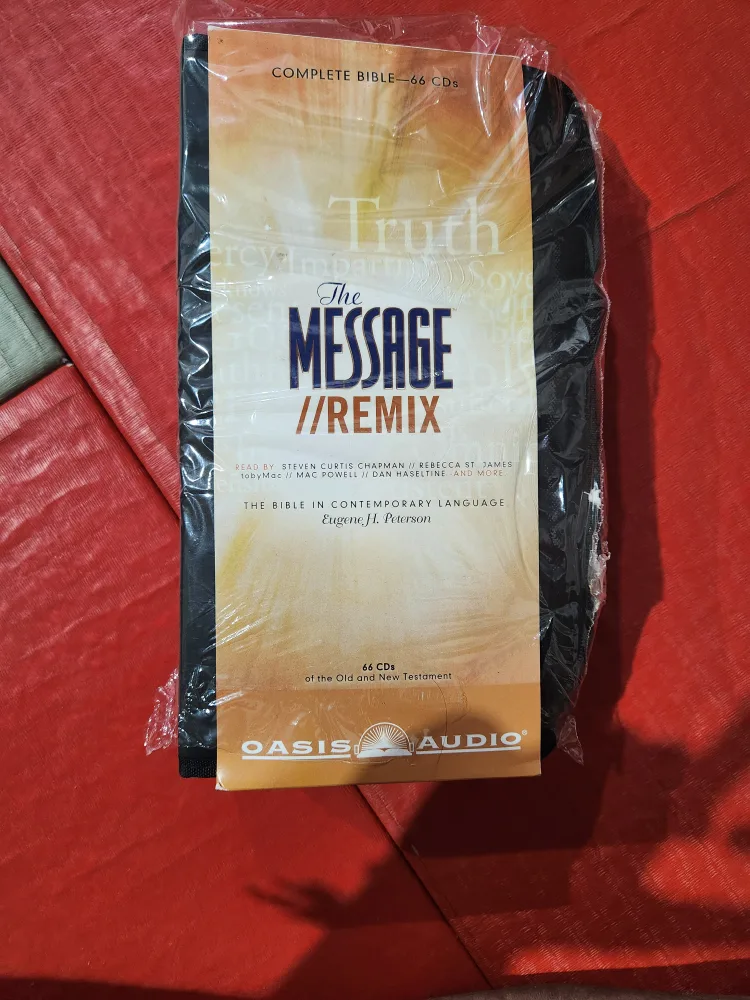 COMPLETE BIBLE—66 CDs
Truth
The
MESSAGE
//REMIX
READ BY STEVEN CURTIS CHAPMAN // REBECCA ST. JAMES
tobyMac // MAC POWELL // DAN HASELTINE -AND MORE
THE BIBLE IN CONTEMPORARY LANGUAGE
Eugene H. Peterson
66 CDs
of the Old and New Testament
OASIS AUDIO®